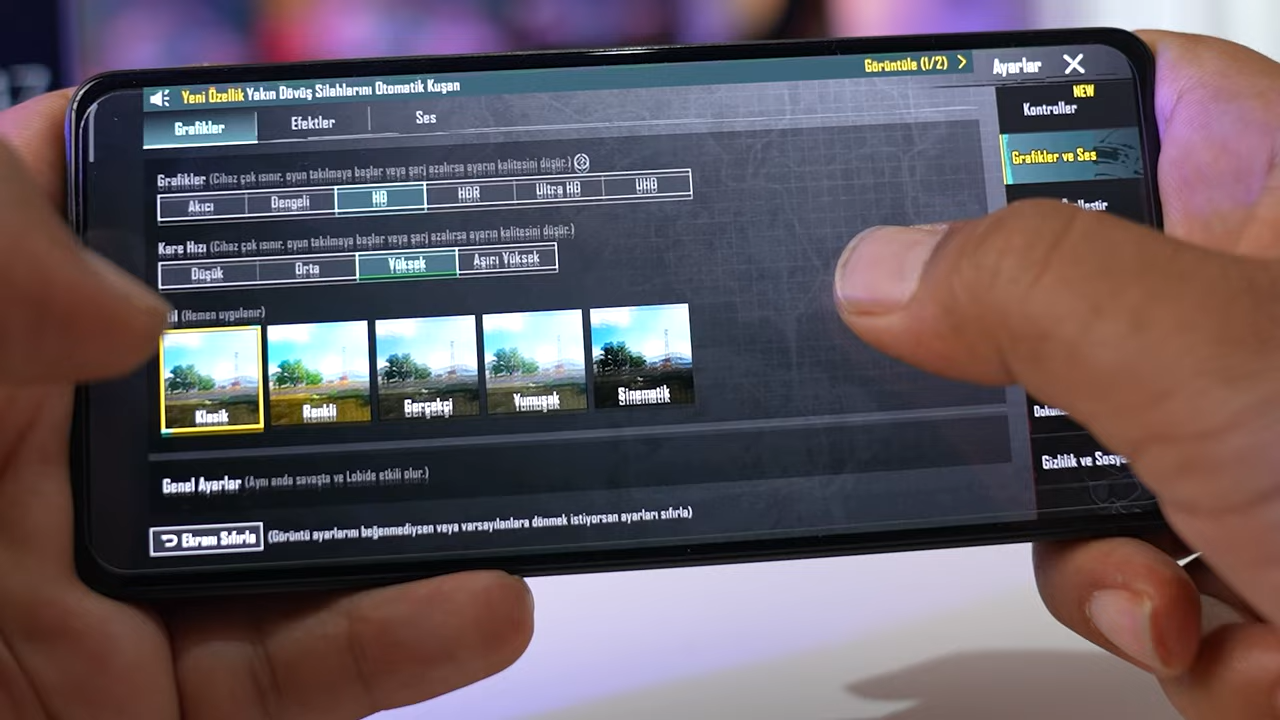 Yeni Özellik Yakın Dövüş Silahlarını Otomatik Kuşan
Görüntüle (1/2)
Ayarlar
Grafikler
Efektler
Ses
NEW
Kontroller
Grafikler ve Ses
Grafikler (Cihaz çok ısınır, oyun takılmaya başlar veya şarj azalırsa ayarın kalitesini düşür.)
Akıcı
Dengeli
HD
HDR
Ultra HD
UHD
Kare Hızı (Cihaz çok ısınır, oyun takılmaya başlar veya şarj azalırsa ayarın kalitesini düşür.)
Düşük
Orta
Yüksek
Aşırı Yüksek
(Hemen uygulanır)
Klasik
Renkli
Gerçekçi
Yumuşak
Sinematik
Genel Ayarlar (Aynı anda savaşta ve Lobide etkili olur.)
Gizlilik ve
Ekranı Sıfırla
(Görüntü ayarlarını beğenmediysen veya varsayılanlara dönmek istiyorsan ayarları sıfırla)